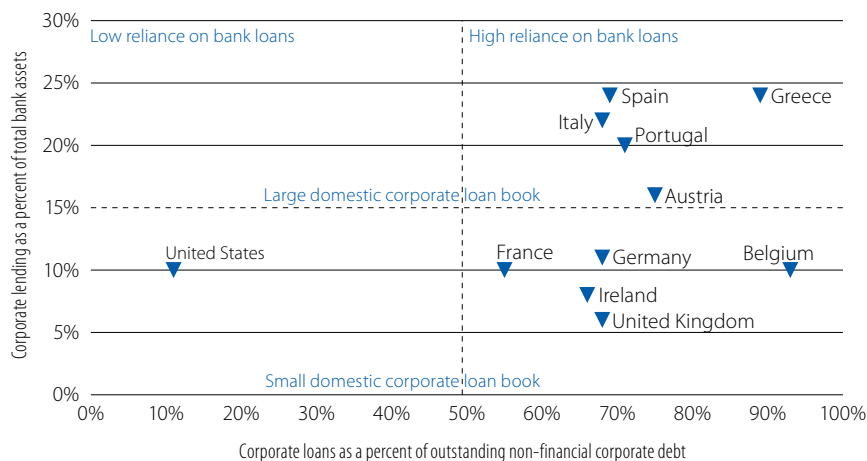 30%
Low reliance on bank loans
High reliance on bank loans
25%
Spain
Greece
Italy
Portugal
20%
Austria
Large domestic corporate loan book
15%
United States
France
Germany
Belgium
10%
Ireland
United Kingdom
5%
Small domestic corporate loan book
0%
0% 10% 20% 30% 40% 50% 60% 70% 80% 90% 100%
Corporate lending as a percent of total bank assets
Corporate loans as a percent of outstanding non-financial corporate debt